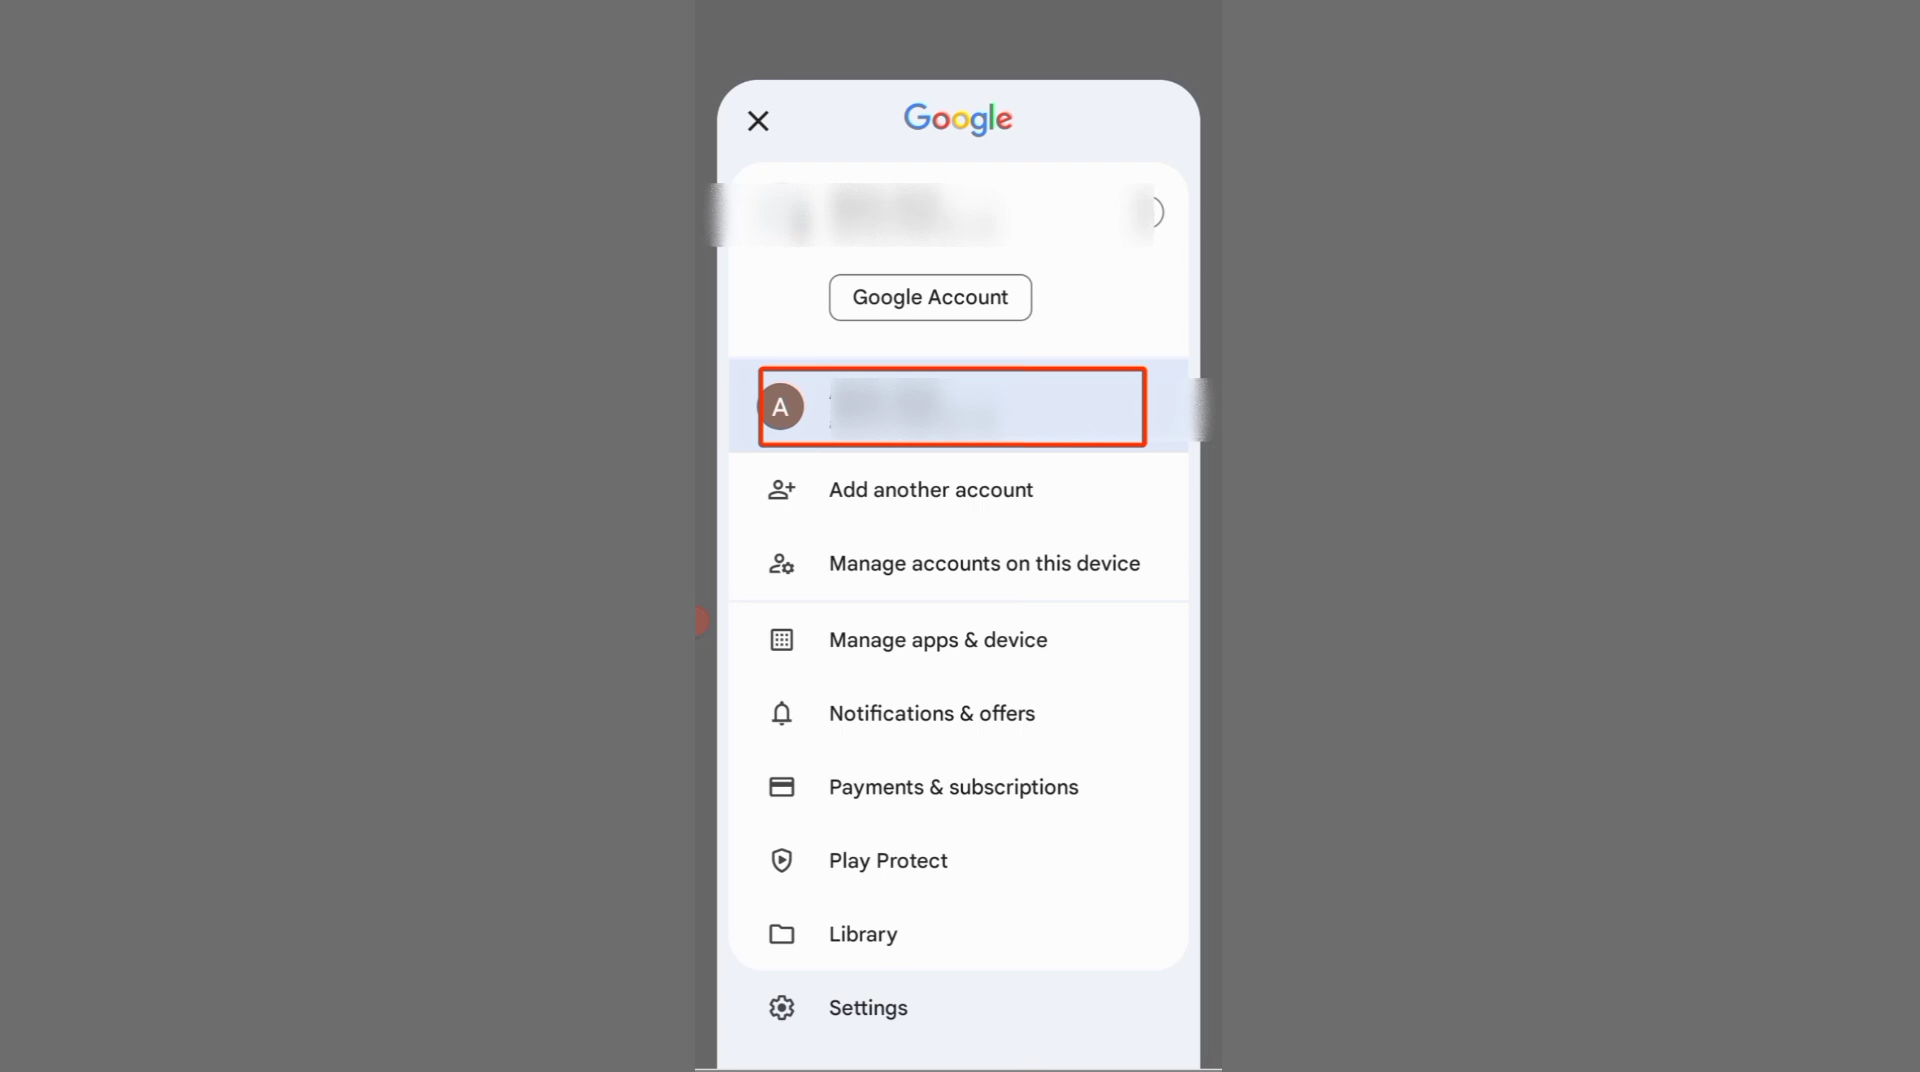 Google
Google Account
A
Add another account
Manage accounts on this device
Manage apps & device
Notifications & offers
Payments & subscriptions
Play Protect
Library
Settings